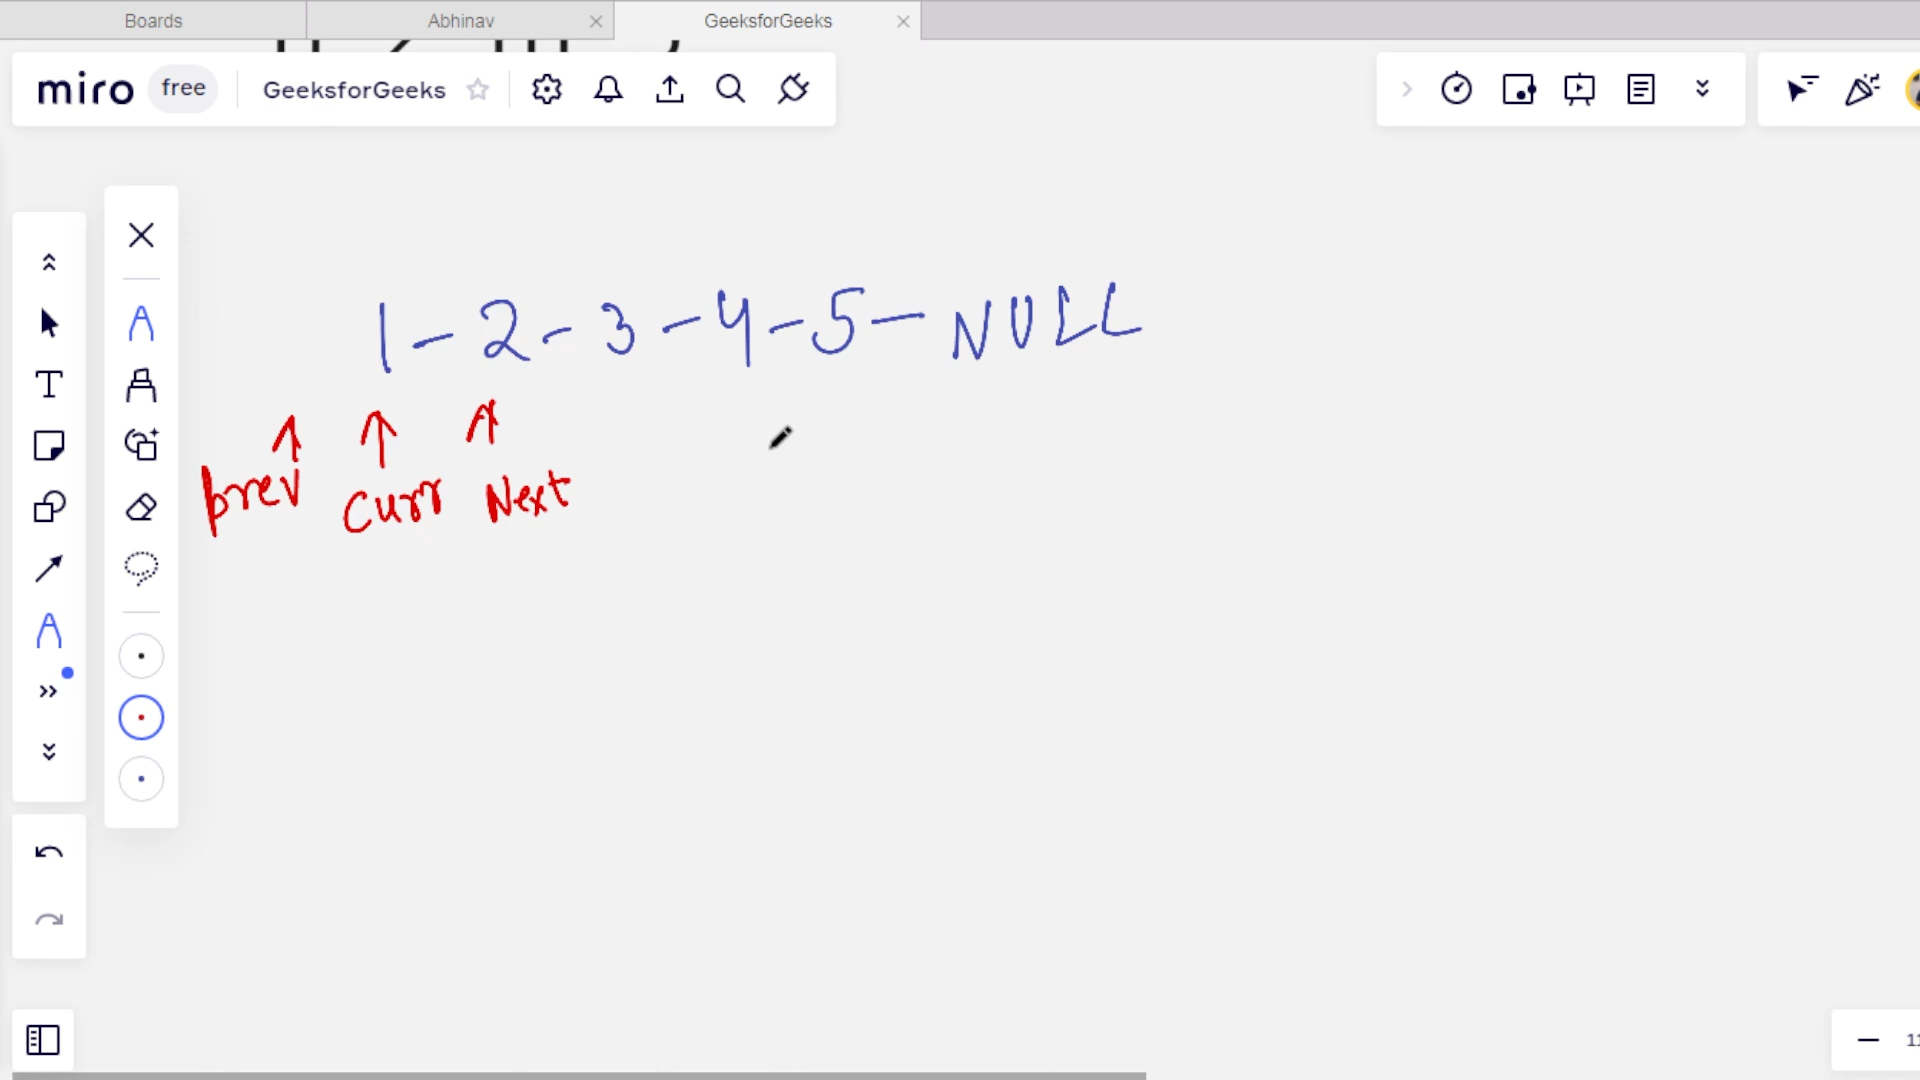 Boards Abhinav GeeksforGeeks
miro free GeeksforGeeks
1 - 2 - 3 - 4 - 5 - NULL
prev Curr Next